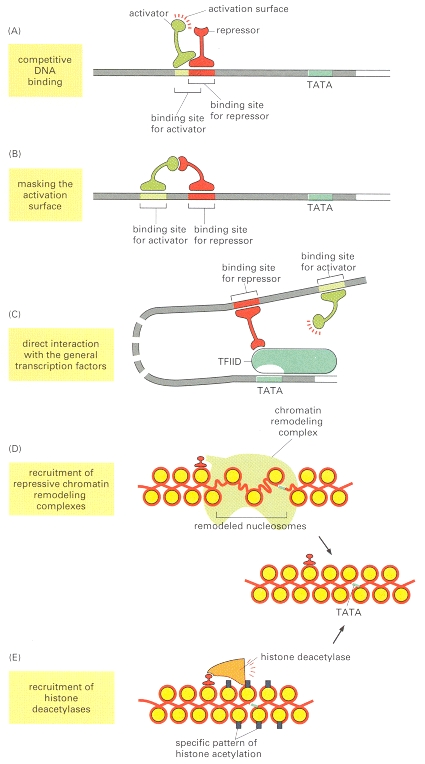 activator
activation surface
repressor
(A)
competitive
DNA
binding
TATA
binding site
for activator
binding site
for repressor
(B)
masking the
activation
surface
TATA
binding site
for activator
binding site
for repressor
binding site
for repressor
binding site
for activator
(C)
direct interaction
with the general
transcription factors
TFIID
TATA
chromatin
remodeling
complex
(D)
recruitment of
repressive chromatin
remodeling
complexes
remodeled nucleosomes
TATA
(E)
histone deacetylase
recruitment of
histone
deacetylases
specific pattern of
histone acetylation